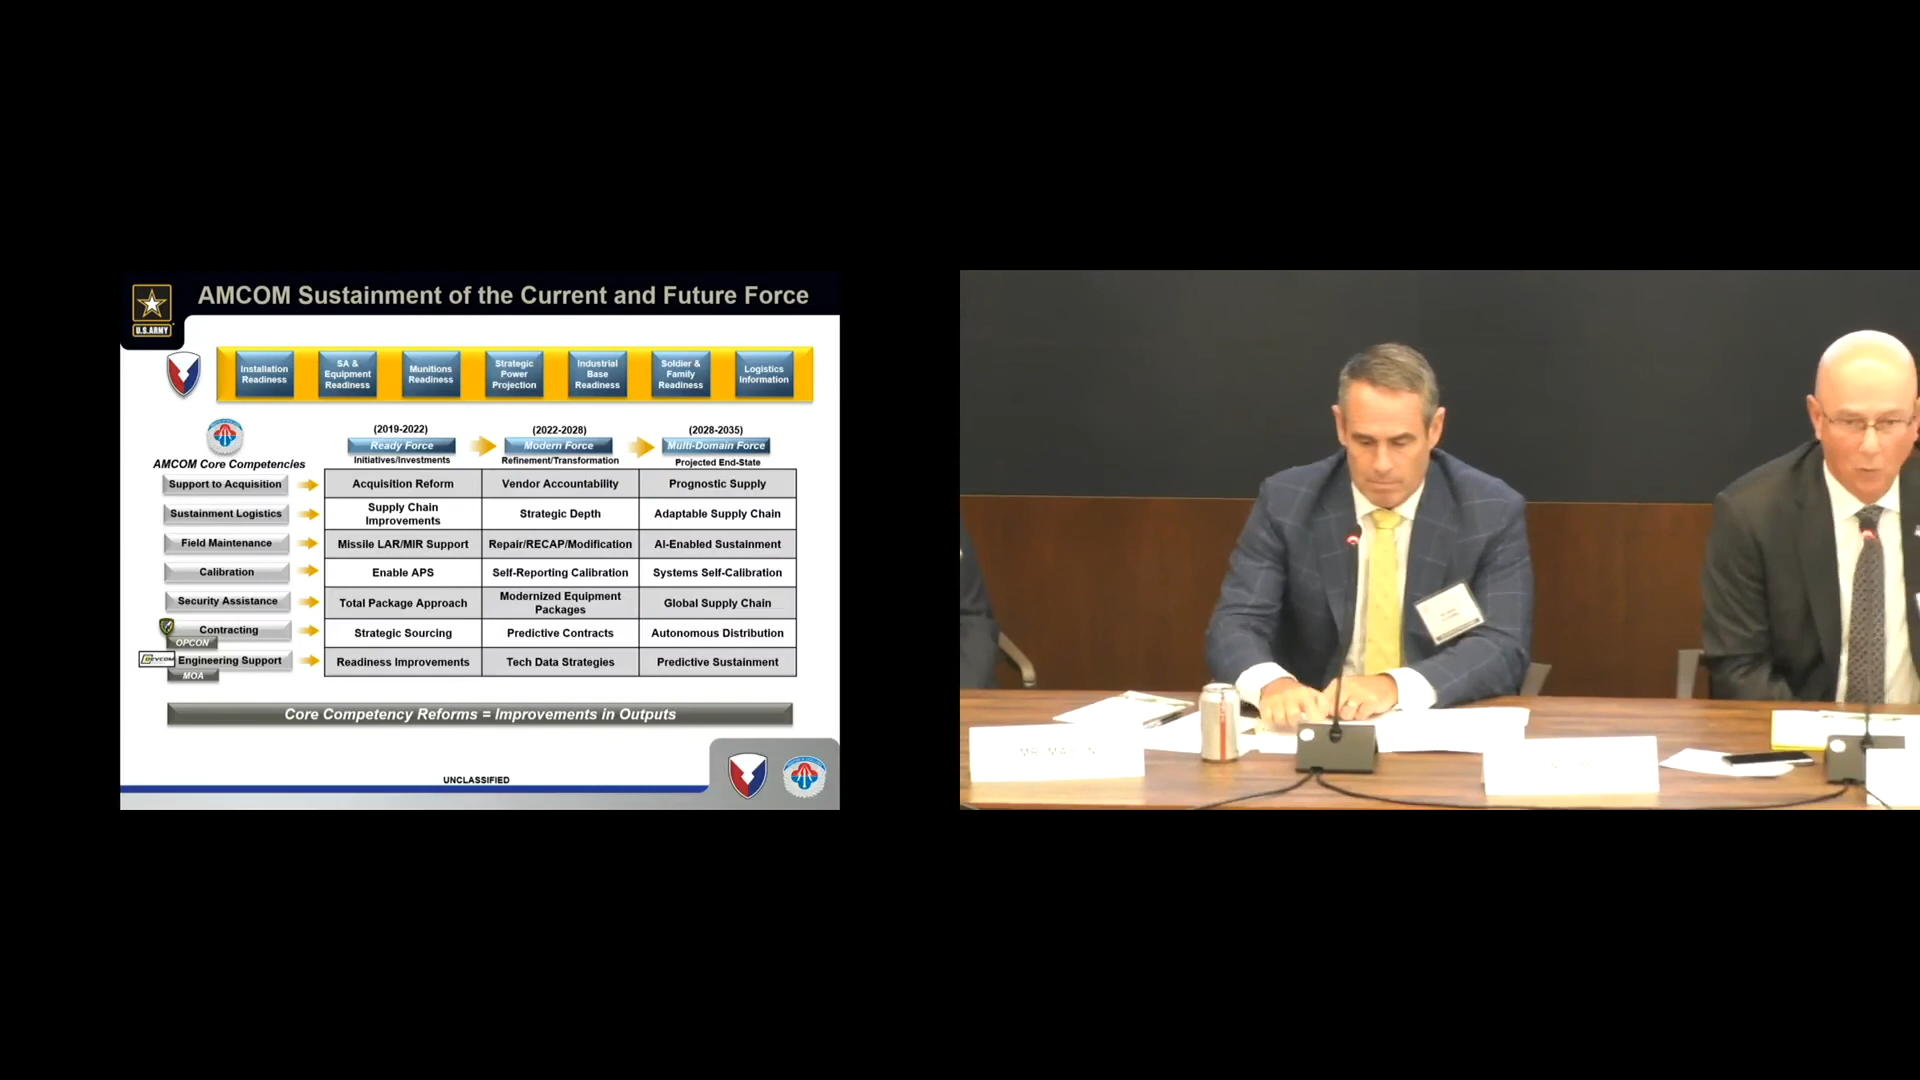 AMCOM Sustainment of the Current and Future Force
U.S.ARMY
Installation
Readiness
SA &
Equipment
Readiness
Munitions
Readiness
Strategic
Power
Projection
Industrial
Base
Readiness
Soldier &
Family
Readiness
Logistics
Information
(2019-2022)
(2022-2028)
(2028-2035)
Ready Force
Modern Force
Multi-Domain Force
Initiatives/Investments
Refinement/Transformation
Projected End-State
AMCOM Core Competencies
Support to Acquisition
Acquisition Reform
Vendor Accountability
Prognostic Supply
Sustainment Logistics
Supply Chain
Improvements
Strategic Depth
Adaptable Supply Chain
Field Maintenance
Missile LAR/MIR Support
Repair/RECAP/Modification
AI-Enabled Sustainment
Calibration
Enable APS
Self-Reporting Calibration
Systems Self-Calibration
Security Assistance
Total Package Approach
Modernized Equipment
Packages
Global Supply Chain
Contracting
OPCON
Strategic Sourcing
Predictive Contracts
Autonomous Distribution
Engineering Support
MOA
Readiness Improvements
Tech Data Strategies
Predictive Sustainment
Core Competency Reforms = Improvements in Outputs
UNCLASSIFIED